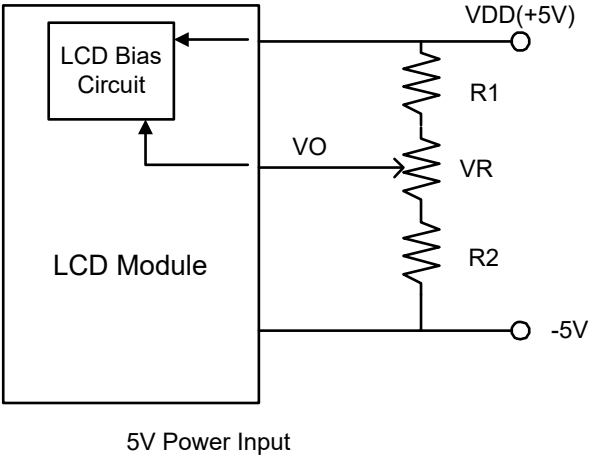 VDD(+5V)
LCD Bias
Circuit
R1
VO
VR
LCD Module
R2
-5V
5V Power Input